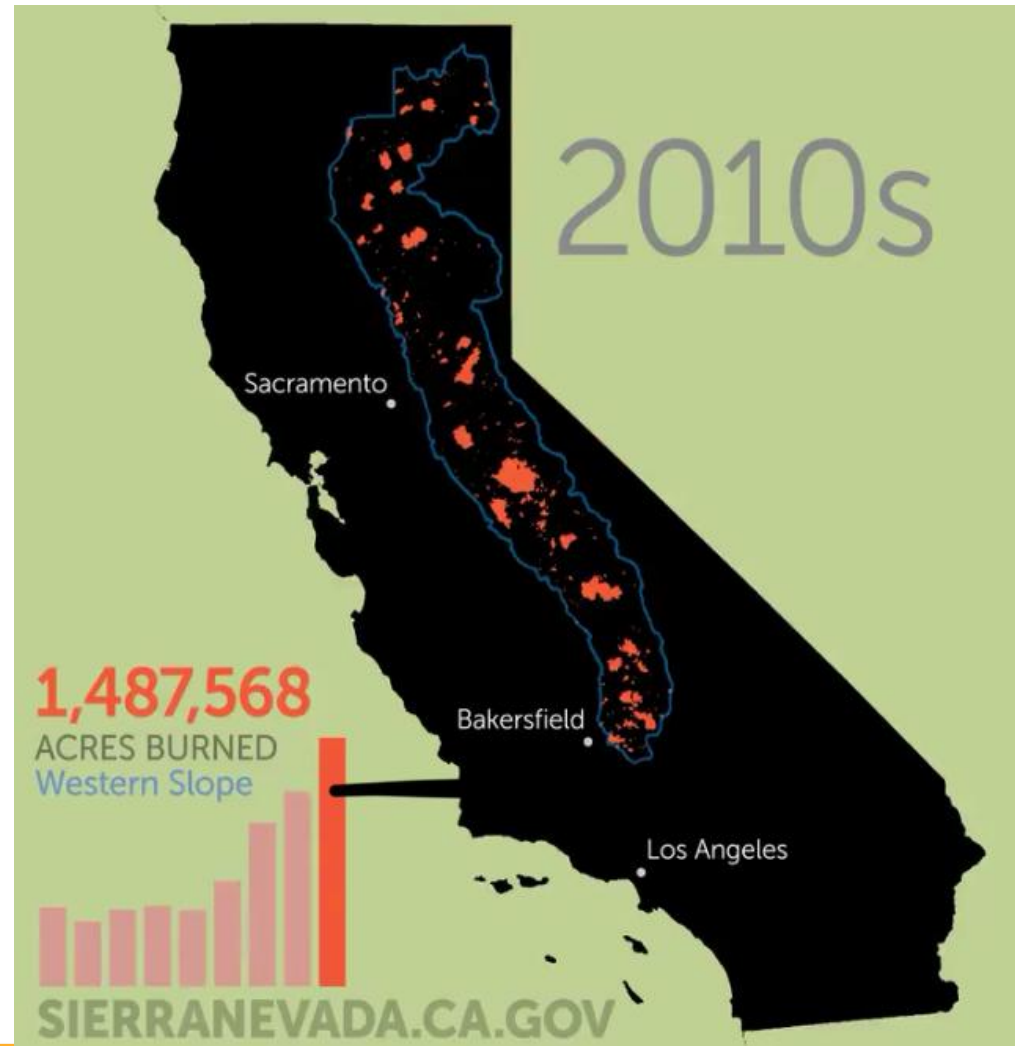 2010s
Sacramento
1,487,568
ACRES BURNED
Western Slope
Bakersfield
Los Angeles
SIERRANEVADA.CA.GOV